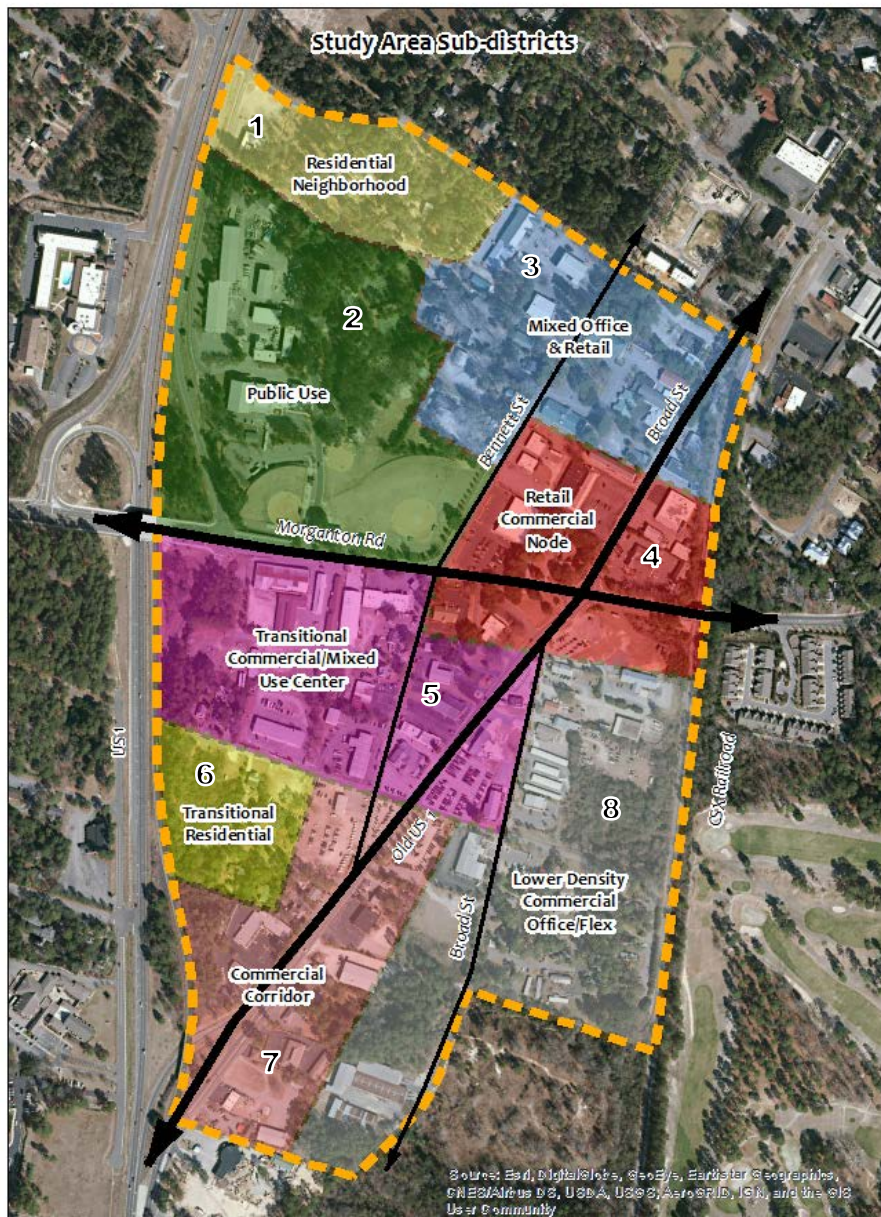 Study Area Sub-districts
1
Residential
Neighborhood
3
2
Mixed Office
& Retail
Public Use
Bennett St
Broad St
Retail
Commercial
Node
Morganton Rd
4
Transitional
Commercial/Mixed
Use Center
5
US 1
6
Transitional
Residential
Old US 1
8
CSX Railroad
Lower Density
Commercial
Office/Flex
Broad St
Commercial
Corridor
7
Source: Esri, DigitalGlobe, GeoEye, Earthstar Geographics,
CNES/Airbus DS, USDA, USGS, AeroGRID, IGN, and the GIS
User Community